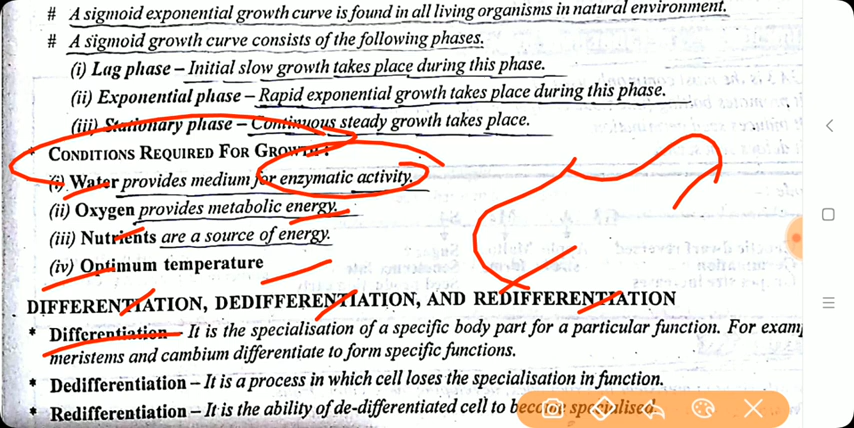 # A sigmoid exponential growth curve is found in all living organisms in natural environment.
# A sigmoid growth curve consists of the following phases.
(i) Lag phase – Initial slow growth takes place during this phase.
(ii) Exponential phase – Rapid exponential growth takes place during this phase.
(iii) Stationary phase – Continuous steady growth takes place.
* CONDITIONS REQUIRED FOR GROWTH:
(i) Water provides medium for enzymatic activity.
(ii) Oxygen provides metabolic energy.
(iii) Nutrients are a source of energy.
(iv) Optimum temperature
DIFFERENTIATION, DEDIFFERENTIATION, AND REDIFFERENTIATION
* Differentiation – It is the specialisation of a specific body part for a particular function. For examp
meristems and cambium differentiate to form specific functions.
* Dedifferentiation – It is a process in which cell loses the specialisation in function.
* Redifferentiation – It is the ability of de-differentiated cell to become specialised.